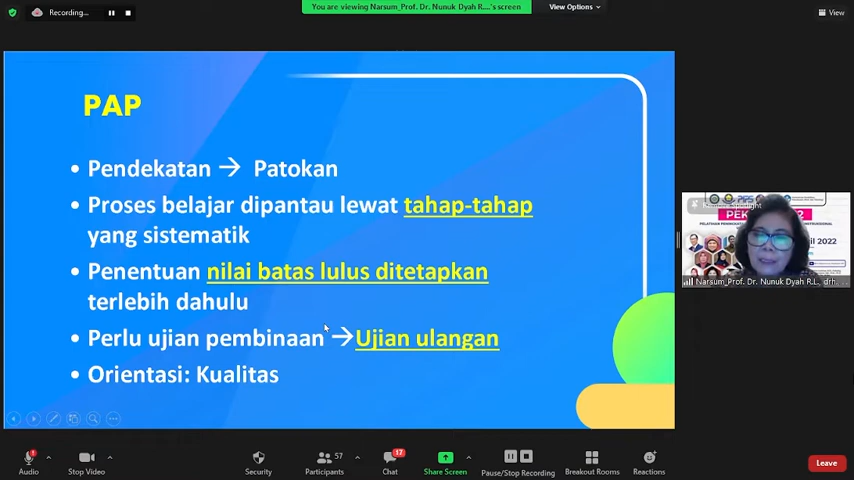 Recording...
You are viewing Narsum_Prof. Dr. Nunuk Dyah R....'s screen
View Options
View
PAP
• Pendekatan → Patokan
• Proses belajar dipantau lewat tahap-tahap
yang sistematik
• Penentuan nilai batas lulus ditetapkan
terlebih dahulu
• Perlu ujian pembinaan → Ujian ulangan
• Orientasi: Kualitas
2022
Narsum_Prof. Dr. Nunuk Dyah R.L., drh.
Audio
Stop Video
Security
57
Participants
17
Chat
Share Screen
Pause/Stop Recording
Breakout Rooms
Reactions
Leave